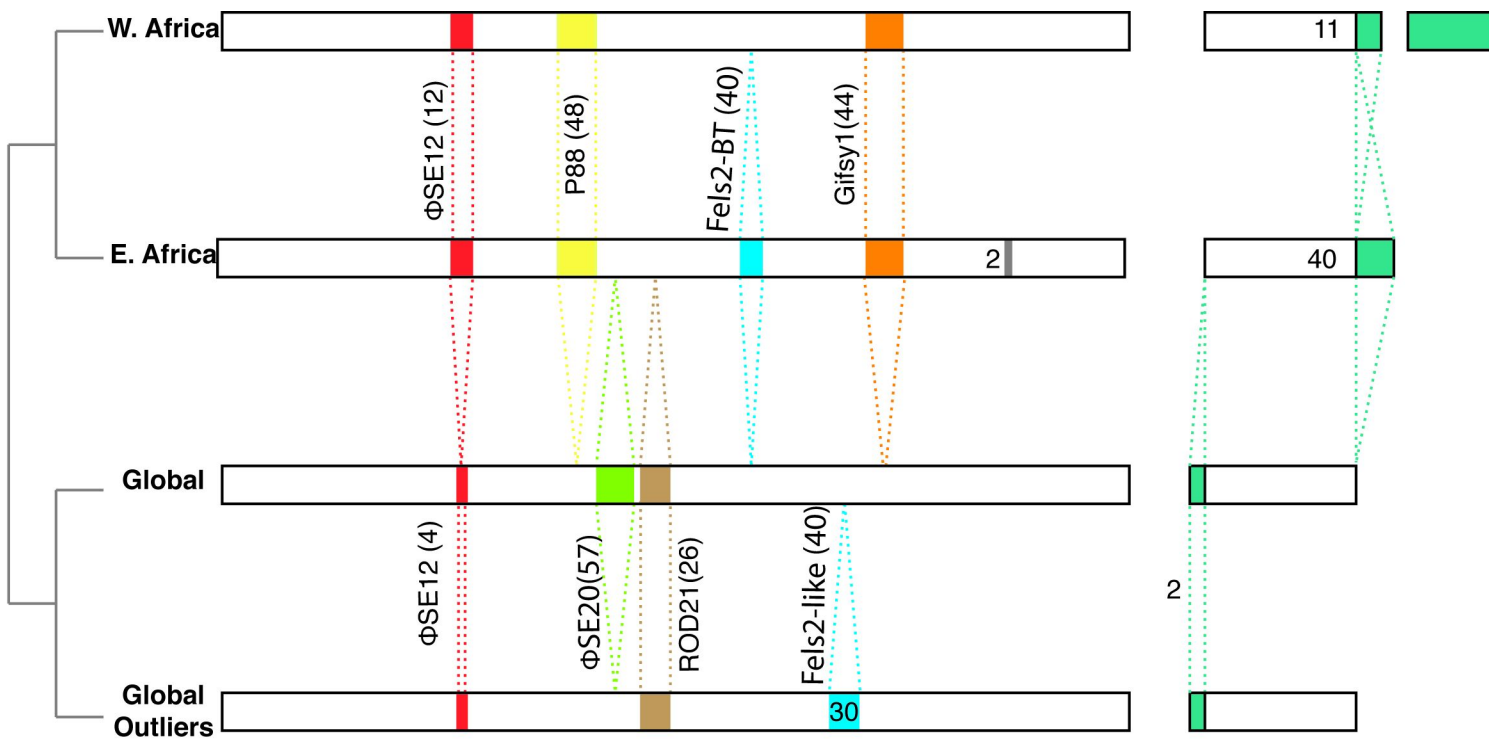 W. Africa
11
ΦSE12 (12)
P88 (48)
Fels2-BT (40)
Gifsy1(44)
E. Africa
2
40
Global
ΦSE12 (4)
ΦSE20(57)
ROD21(26)
Fels2-like (40)
2
Global
Outliers
30